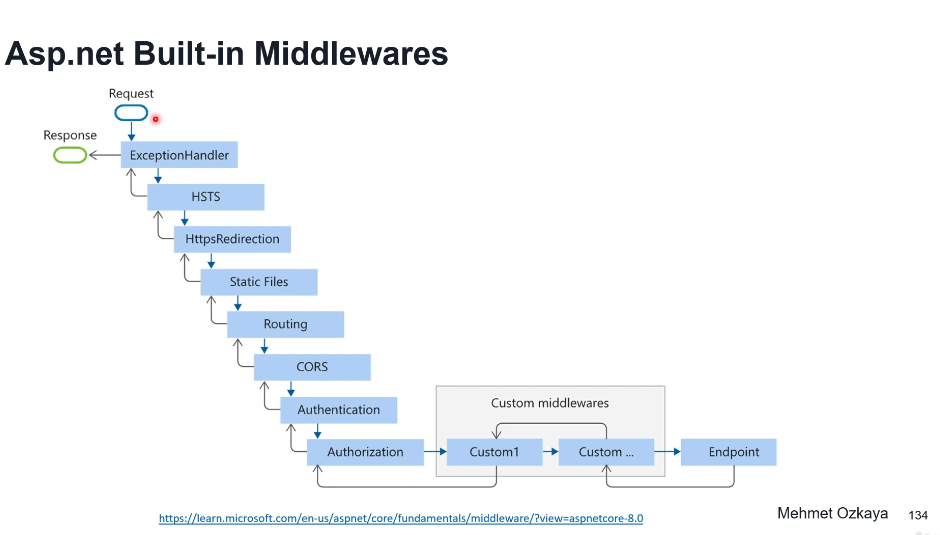 Asp.net Built-in Middlewares
Request
Response
ExceptionHandler
HSTS
HttpsRedirection
Static Files
Routing
CORS
Authentication
Custom middlewares
Authorization
Custom1
Custom ...
Endpoint
https://learn.microsoft.com/en-us/aspnet/core/fundamentals/middleware/?view=aspnetcore-8.0
Mehmet Ozkaya
134